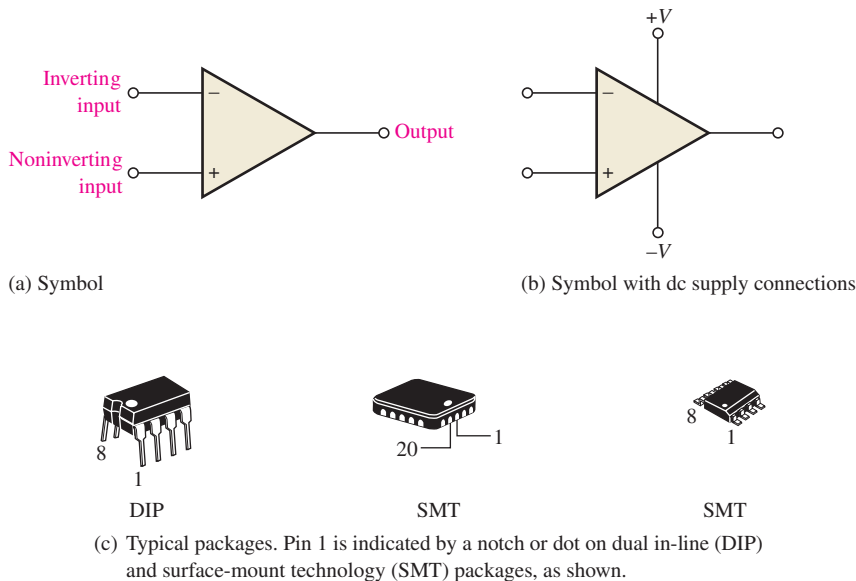 Inverting
input
−
Noninverting
input
+
Output
(a) Symbol
+V
−
+
−V
(b) Symbol with dc supply connections
8
1
DIP
20
1
SMT
8
1
SMT
(c) Typical packages. Pin 1 is indicated by a notch or dot on dual in-line (DIP)
and surface-mount technology (SMT) packages, as shown.